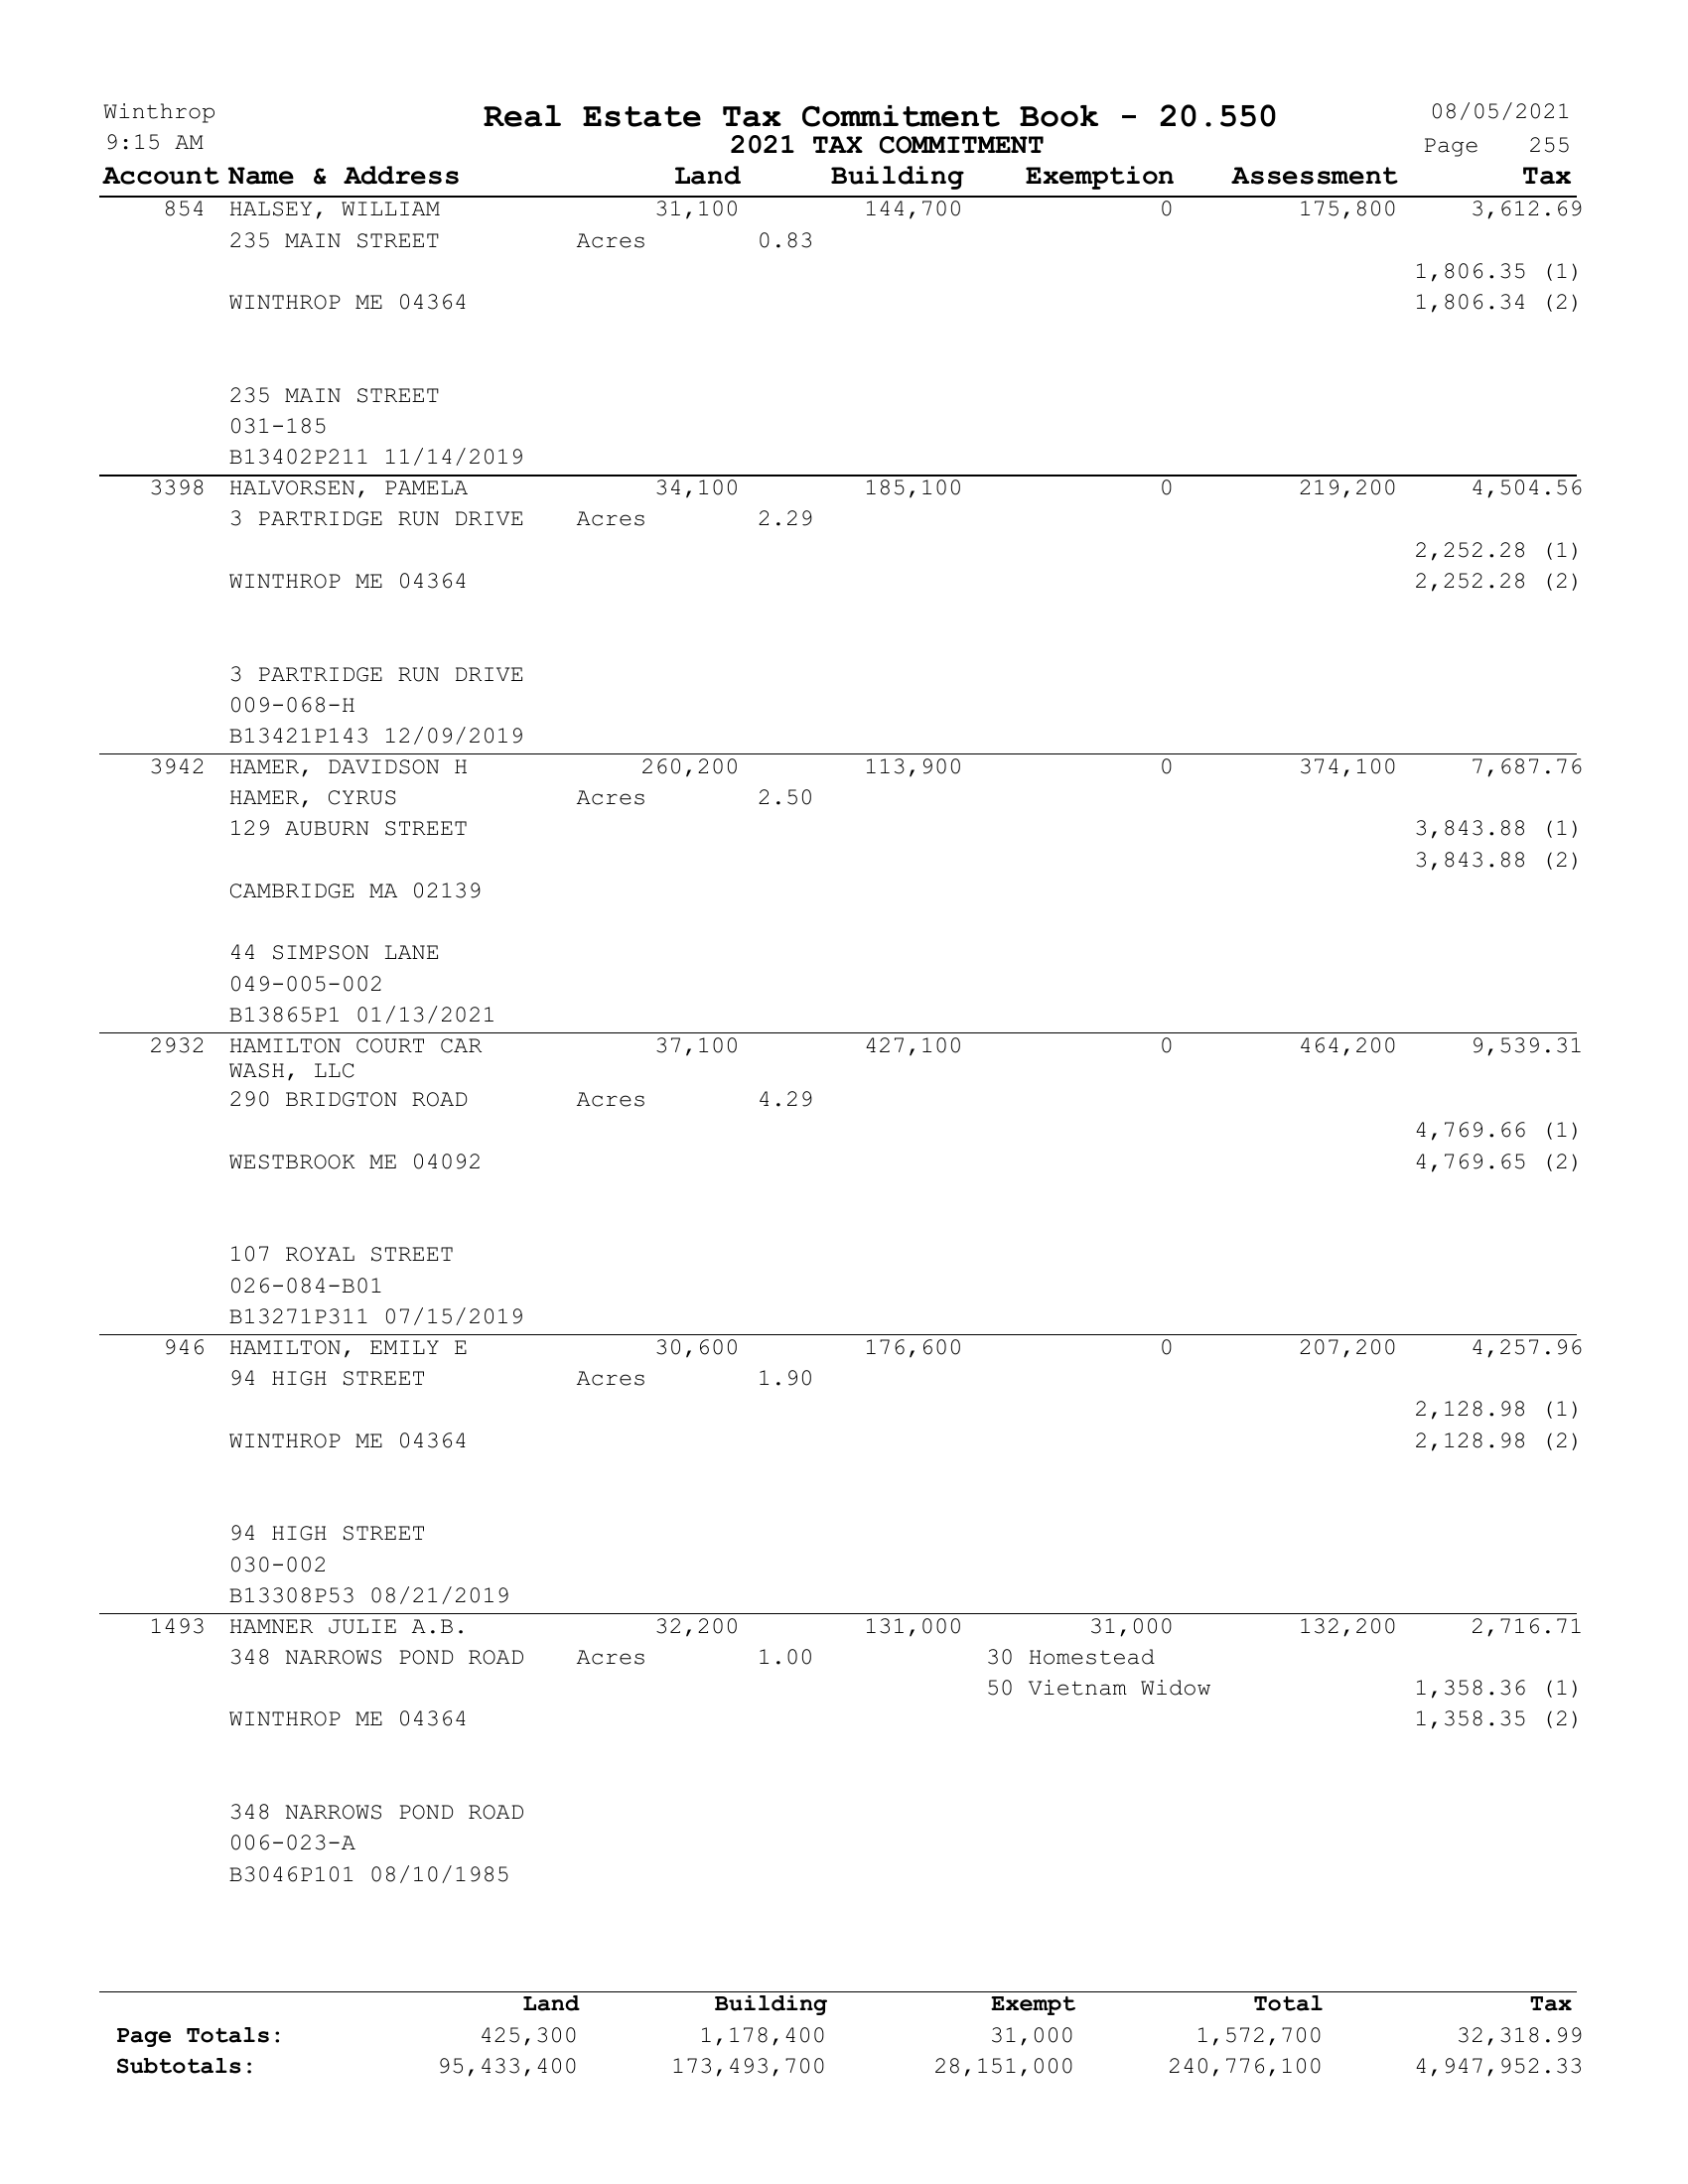 Winthrop Real Estate Tax Commitment Book - 20.550 08/05/2021
9:15 AM 2021 TAX COMMITMENT Page 255
Account Name & Address Land Building Exemption Assessment Tax
854 HALSEY, WILLIAM 31,100 144,700 0 175,800 3,612.69
235 MAIN STREET Acres 0.83
1,806.35 (1)
WINTHROP ME 04364 1,806.34 (2)
235 MAIN STREET
031-185
B13402P211 11/14/2019
3398 HALVORSEN, PAMELA 34,100 185,100 0 219,200 4,504.56
3 PARTRIDGE RUN DRIVE Acres 2.29
2,252.28 (1)
WINTHROP ME 04364 2,252.28 (2)
3 PARTRIDGE RUN DRIVE
009-068-H
B13421P143 12/09/2019
3942 HAMER, DAVIDSON H 260,200 113,900 0 374,100 7,687.76
HAMER, CYRUS Acres 2.50
129 AUBURN STREET 3,843.88 (1)
3,843.88 (2)
CAMBRIDGE MA 02139
44 SIMPSON LANE
049-005-002
B13865P1 01/13/2021
2932 HAMILTON COURT CAR 37,100 427,100 0 464,200 9,539.31
WASH, LLC
290 BRIDGTON ROAD Acres 4.29
4,769.66 (1)
WESTBROOK ME 04092 4,769.65 (2)
107 ROYAL STREET
026-084-B01
B13271P311 07/15/2019
946 HAMILTON, EMILY E 30,600 176,600 0 207,200 4,257.96
94 HIGH STREET Acres 1.90
2,128.98 (1)
WINTHROP ME 04364 2,128.98 (2)
94 HIGH STREET
030-002
B13308P53 08/21/2019
1493 HAMNER JULIE A.B. 32,200 131,000 31,000 132,200 2,716.71
348 NARROWS POND ROAD Acres 1.00 30 Homestead
50 Vietnam Widow 1,358.36 (1)
WINTHROP ME 04364 1,358.35 (2)
348 NARROWS POND ROAD
006-023-A
B3046P101 08/10/1985
Land Building Exempt Total Tax
Page Totals: 425,300 1,178,400 31,000 1,572,700 32,318.99
Subtotals: 95,433,400 173,493,700 28,151,000 240,776,100 4,947,952.33